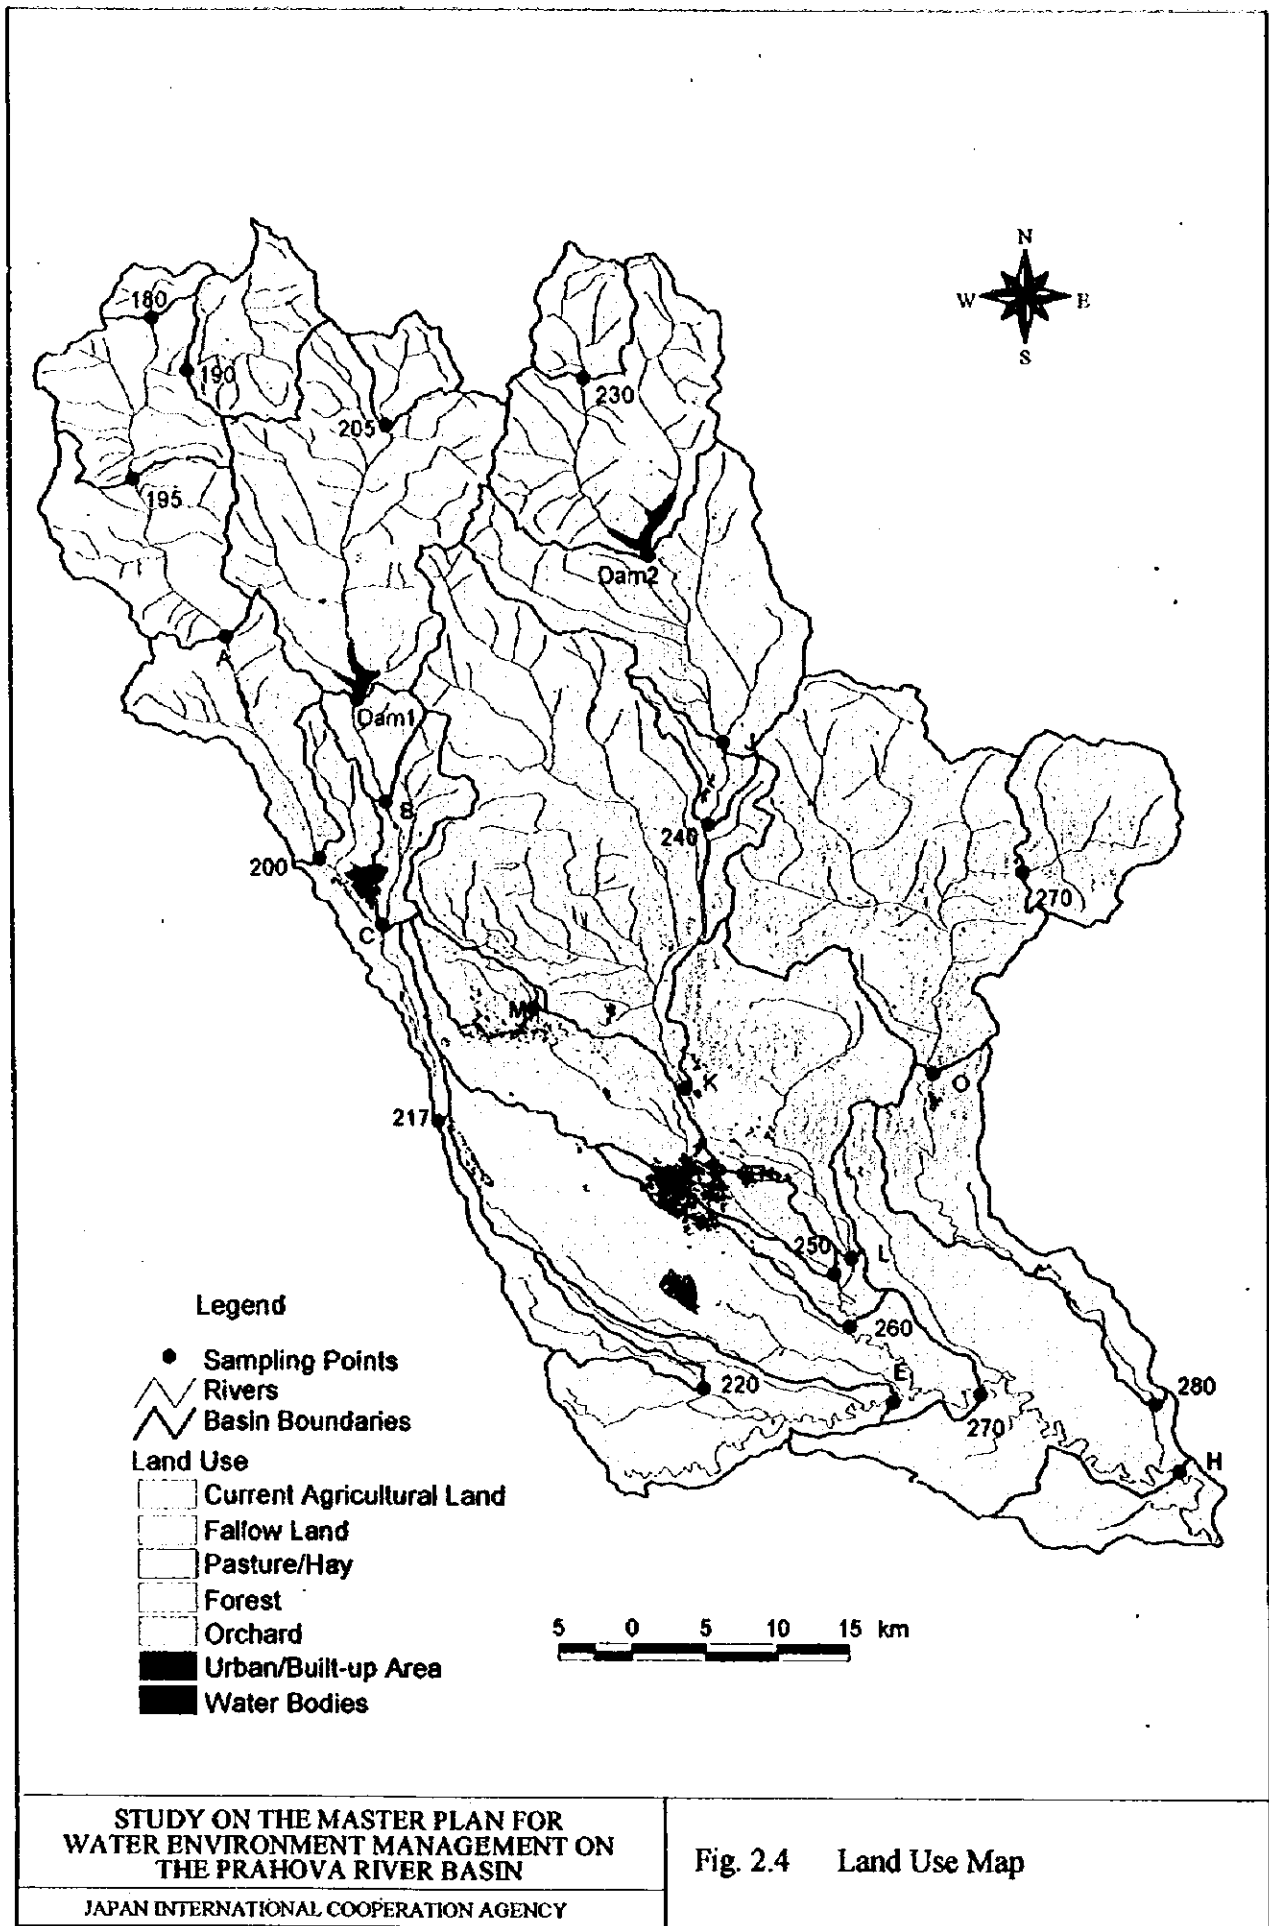 N
W E
S
180
190
205
230
195
A
Dam1
Dam2
J
B
240
200
C
270
M
K
O
217
250
L
260
E
220
270
280
H
Legend
Sampling Points
Rivers
Basin Boundaries
Land Use
Current Agricultural Land
Fallow Land
Pasture/Hay
Forest
Orchard
Urban/Built-up Area
Water Bodies
5 0 5 10 15 km
STUDY ON THE MASTER PLAN FOR
WATER ENVIRONMENT MANAGEMENT ON
THE PRAHOVA RIVER BASIN
JAPAN INTERNATIONAL COOPERATION AGENCY
Fig. 2.4 Land Use Map